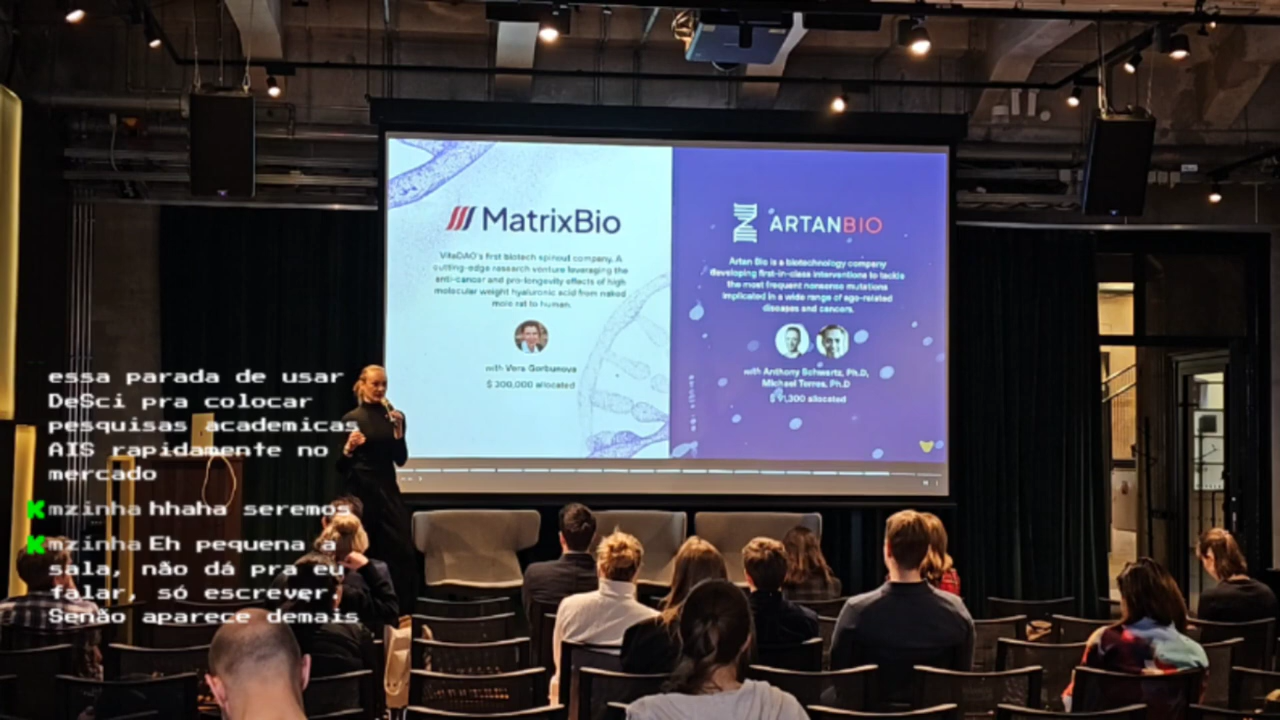 MatrixBio
VitaDAO's first biotech spinout company. A
cutting-edge research venture leveraging the
anti-cancer and pro-longevity effects of high
molecular weight hyaluronic acid from naked
mole rat to human.
with Vera Gorbunova
$ 300,000 allocated
ARTANBIO
Artan Bio is a biotechnology company
developing first-in-class interventions to tackle
the most frequent nonsense mutations
implicated in a wide range of age-related
diseases and cancers.
with Anthony Schwartz, Ph.D,
Michael Torres, Ph.D
$ 91,300 allocated
essa parada de usar
DeSci pra colocar
pesquisas academicas
AIS rapidamente no
mercado
K mzinha hhaha seremos
K mzinha Eh pequena a
sala, não dá pra eu
falar, só escrever.
Senão aparece demais